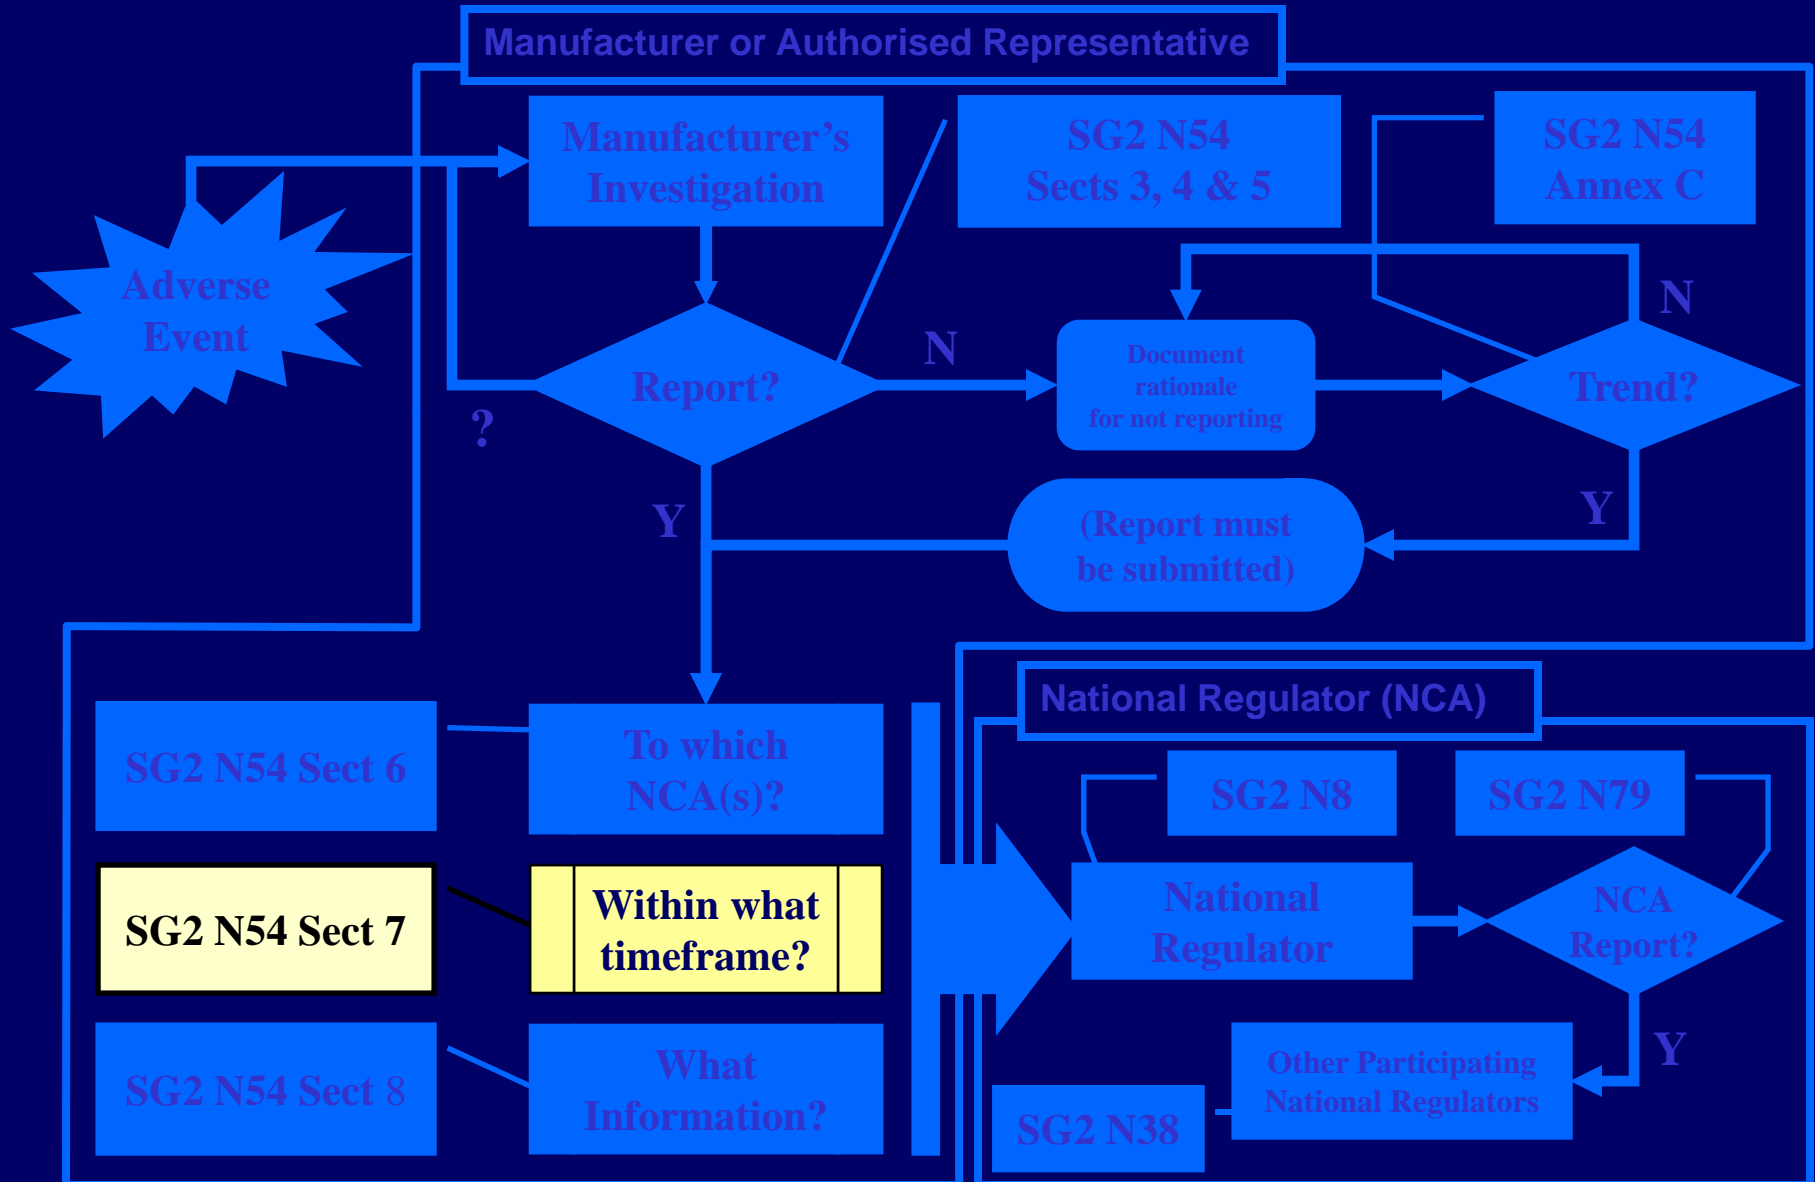 Manufacturer or Authorised Representative
Manufacturer's
Investigation
SG2 N54
Sects 3, 4 & 5
SG2 N54
Annex C
Adverse
Event
Report?
N
Document
rationale
for not reporting
Trend?
N
?
Y
(Report must
be submitted)
Y
SG2 N54 Sect 6
To which
NCA(s)?
SG2 N54 Sect 7
Within what
timeframe?
SG2 N54 Sect 8
What
Information?
National Regulator (NCA)
SG2 N8
SG2 N79
National
Regulator
NCA
Report?
Y
Other Participating
National Regulators
SG2 N38